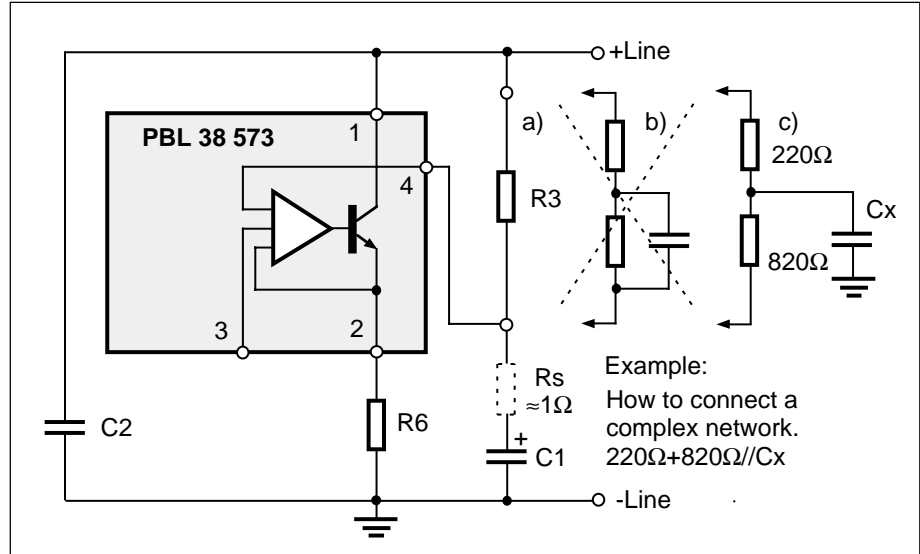 +Line
PBL 38 573
1
4
3
2
a)
R3
b)
c)
220Ω
820Ω
Cx
C2
R6
Rs
≈1Ω
+
C1
Example:
How to connect a
complex network.
220Ω+820Ω//Cx
-Line